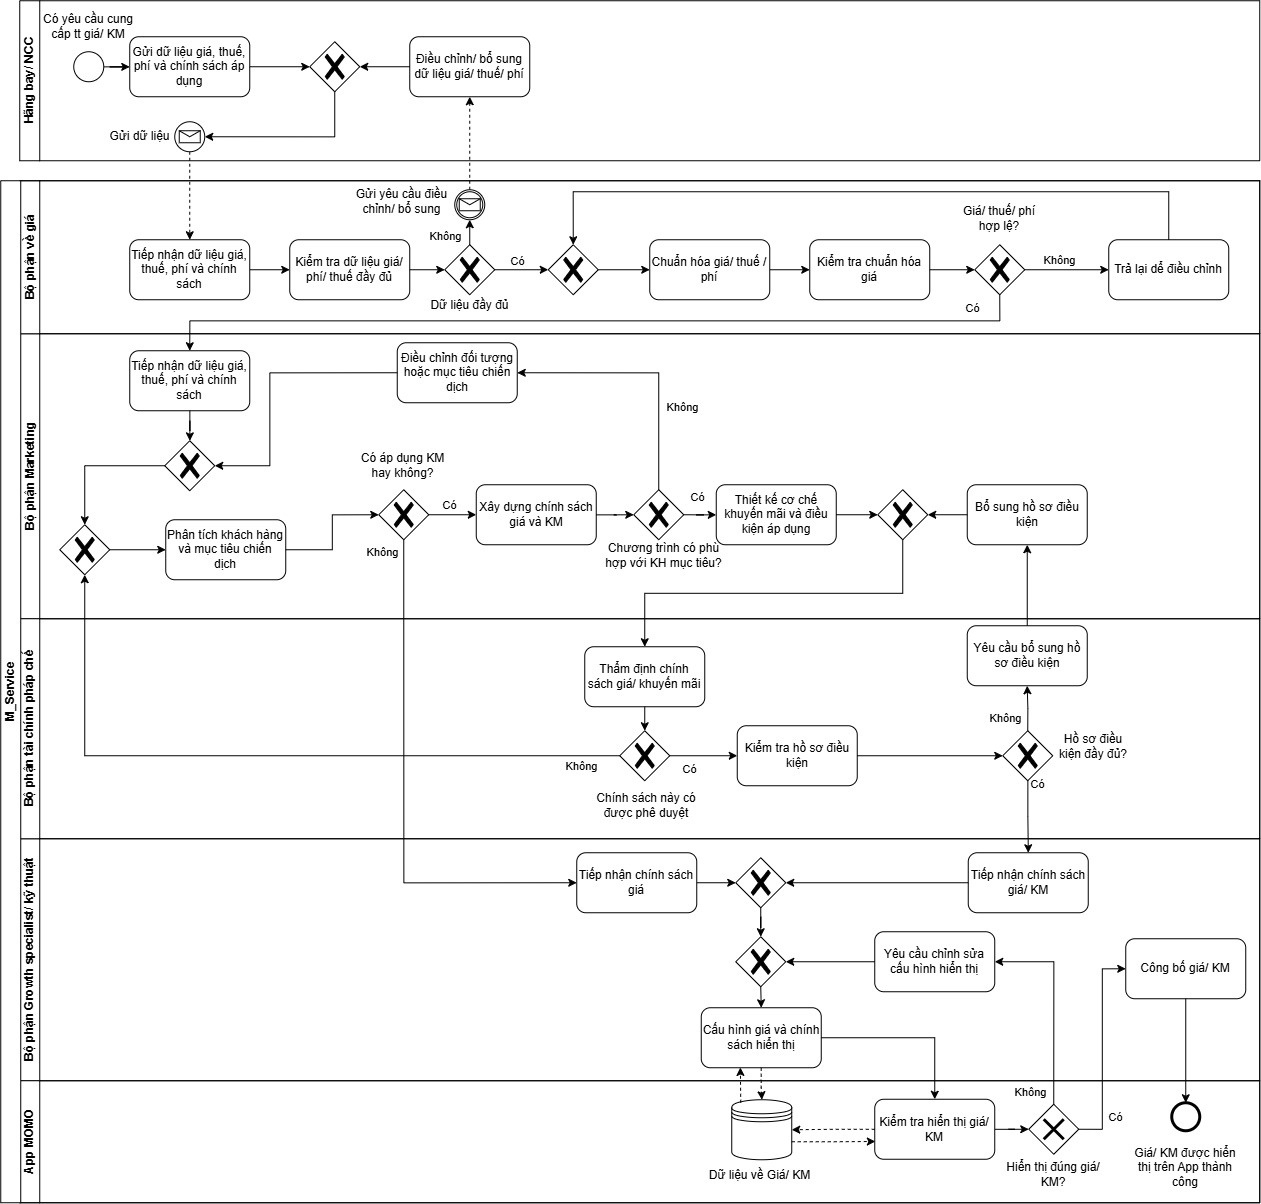 Hãng bay/ NCC
Có yêu cầu cung
cấp tt giá/ KM
Gửi dữ liệu giá, thuế,
phí và chính sách áp
dụng
Điều chỉnh/ bổ sung
dữ liệu giá/ thuế/ phí
Gửi dữ liệu
M_Service
Bộ phận vè giá
Gửi yêu cầu điều
chỉnh/ bổ sung
Không
Giá/ thuế/ phí
hợp lệ?
Tiếp nhận dữ liệu giá,
thuế, phí và chính
sách
Kiểm tra dữ liệu giá/
phí/ thuế đầy đủ
Có
Dữ liệu đầy đủ
Chuẩn hóa giá/ thuế /
phí
Kiểm tra chuẩn hóa
giá
Không
Trả lại dể điều chỉnh
Có
Bộ phận Marketing
Tiếp nhận dữ liệu giá,
thuế, phí và chính
sách
Điều chỉnh đối tượng
hoặc mục tiêu chiến
dịch
Không
Có áp dụng KM
hay không?
Phân tích khách hàng
và mục tiêu chiến
dịch
Có
Không
Xây dựng chính sách
giá và KM
Có
Chương trình có phù
hợp với KH mục tiêu?
Thiết kế cơ chế
khuyến mãi và điều
kiện áp dụng
Bổ sung hồ sơ điều
kiện
Bộ phận tài chính pháp chế
Thẩm định chính
sách giá/ khuyến mãi
Yêu cầu bổ sung hồ
sơ điều kiện
Không
Không
Có
Chính sách này có
được phê duyệt
Kiểm tra hồ sơ điều
kiện
Hồ sơ điều
kiện đầy đủ?
Có
Bộ phận Growth specialist/ kỹ thuật
Tiếp nhận chính sách
giá
Tiếp nhận chính sách
giá/ KM
Yêu cầu chỉnh sửa
cấu hình hiển thị
Công bố giá/ KM
Cấu hình giá và chính
sách hiển thị
Không
App MOMO
Dữ liệu về Giá/ KM
Kiểm tra hiển thị giá/
KM
Có
Hiển thị đúng giá/
KM?
Giá/ KM được hiển
thị trên App thành
công